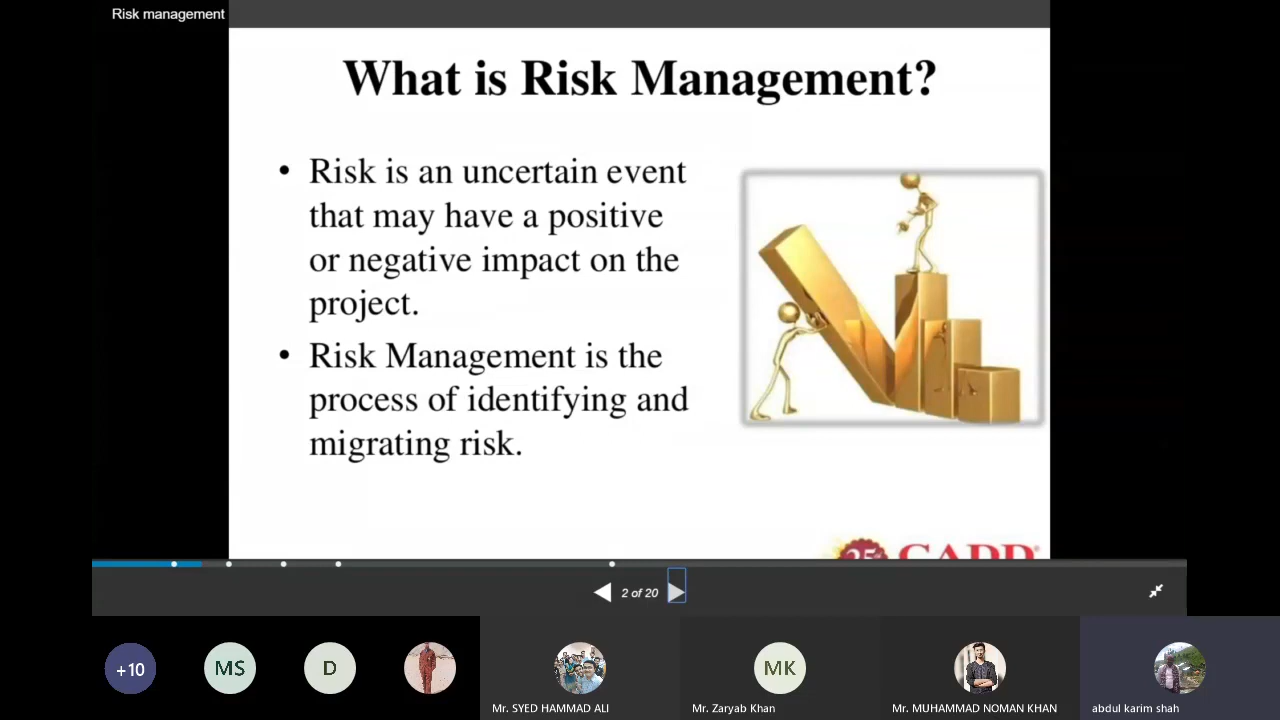 Risk management
What is Risk Management?
• Risk is an uncertain event
that may have a positive
or negative impact on the
project.
• Risk Management is the
process of identifying and
migrating risk.
2 of 20
+10
MS
D
MK
Mr. SYED HAMMAD ALI
Mr. Zaryab Khan
Mr. MUHAMMAD NOMAN KHAN
abdul karim shah